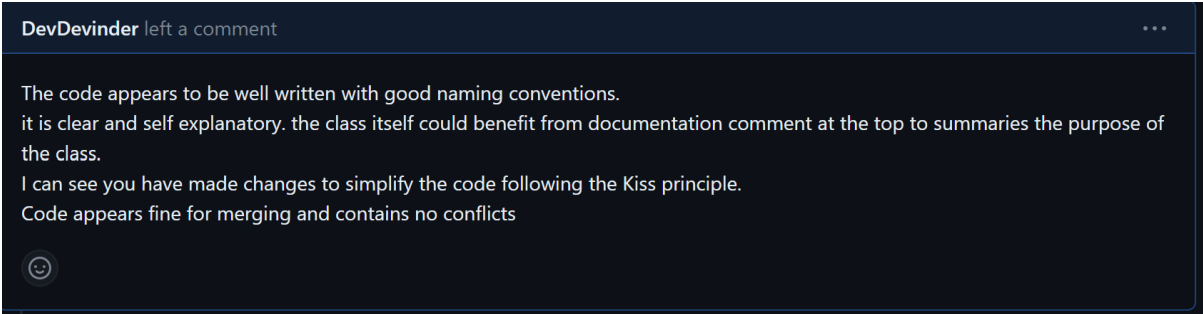 DevDevinder left a comment
The code appears to be well written with good naming conventions.
it is clear and self explanatory. the class itself could benefit from documentation comment at the top to summaries the purpose of
the class.
I can see you have made changes to simplify the code following the Kiss principle.
Code appears fine for merging and contains no conflicts